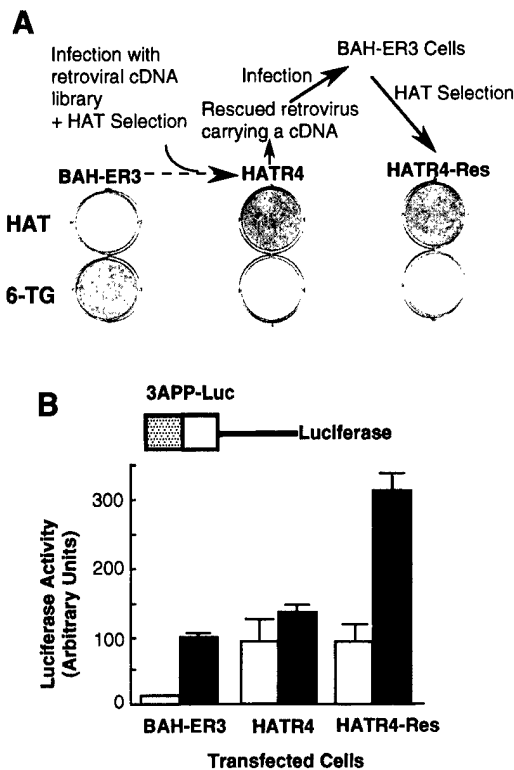 A
Infection with
retroviral cDNA
library
+ HAT Selection
Infection
BAH-ER3 Cells
HAT Selection
Rescued retrovirus
carrying a cDNA
BAH-ER3
HATR4
HATR4-Res
HAT
6-TG
B
3APP-Luc
Luciferase
Luciferase Activity
(Arbitrary Units)
300
200
100
0
BAH-ER3 HATR4 HATR4-Res
Transfected Cells